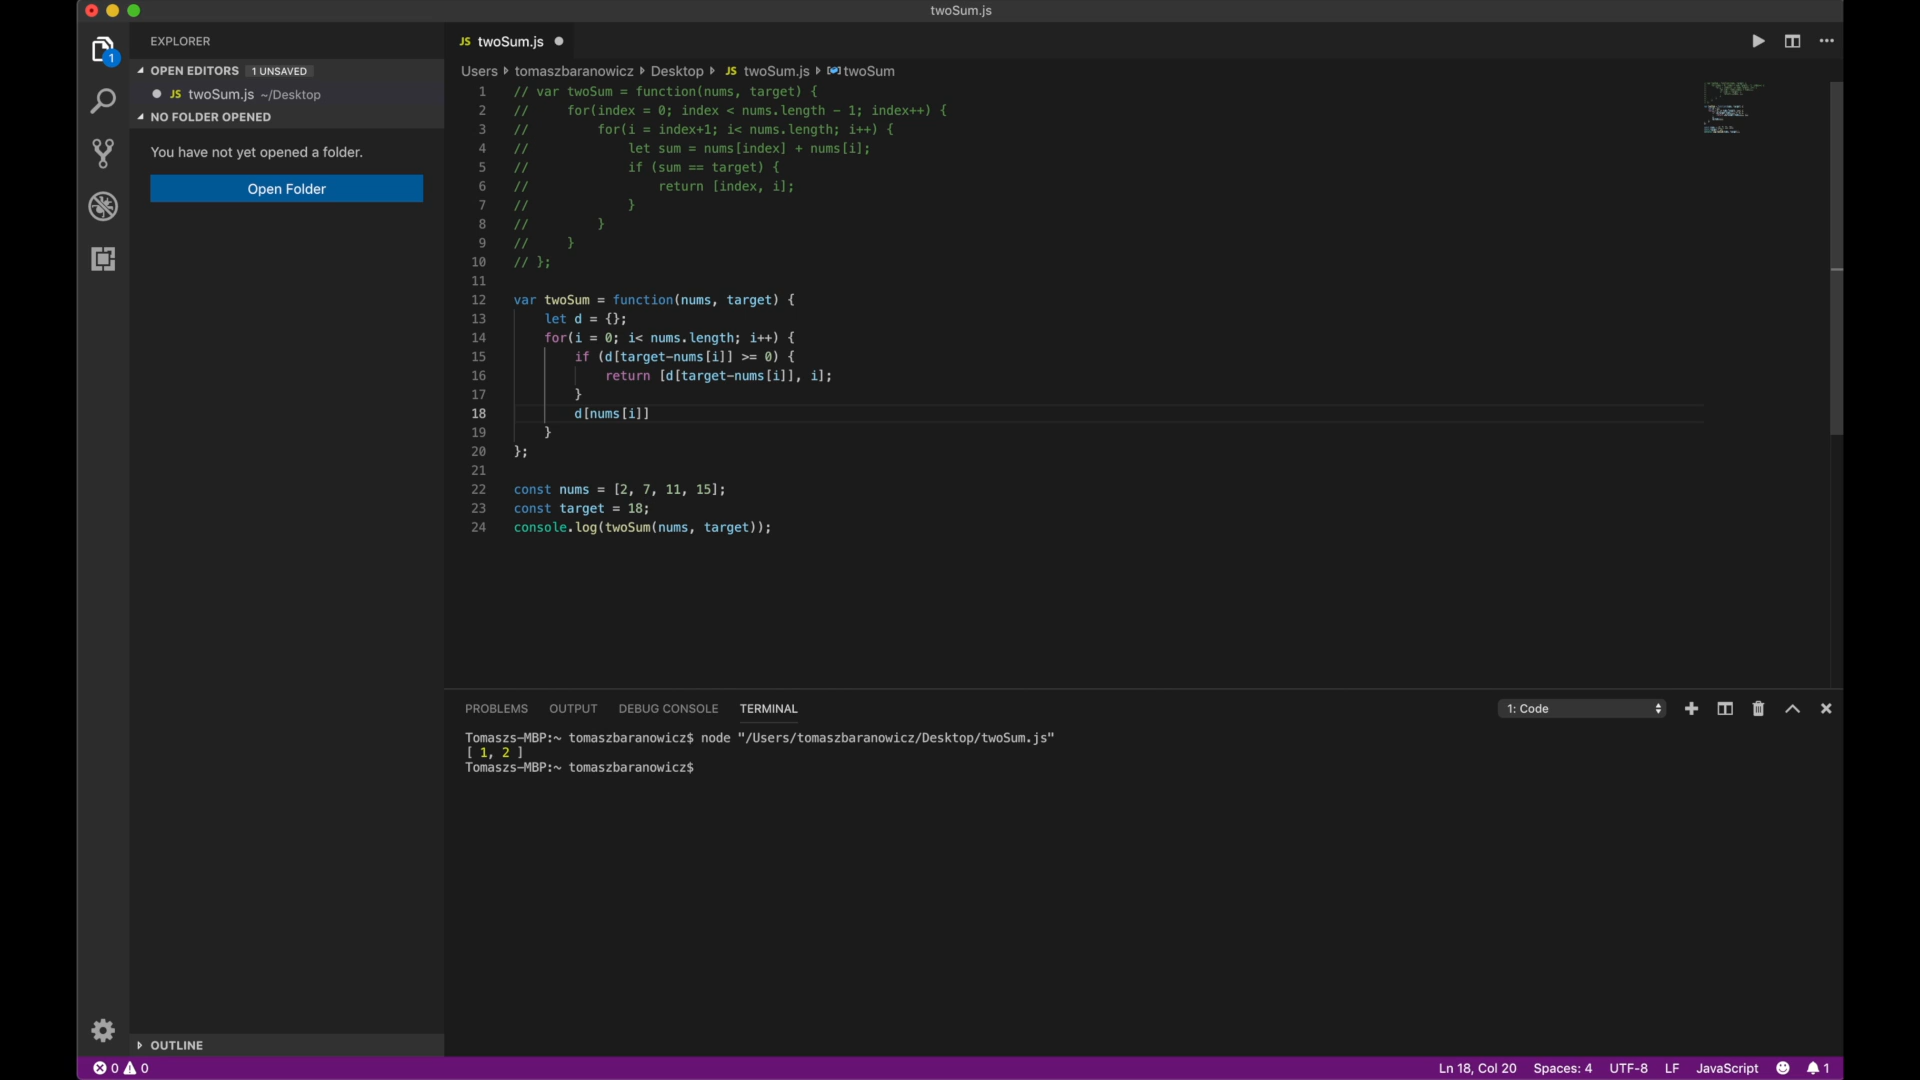 twoSum.js
EXPLORER
OPEN EDITORS 1 UNSAVED
JS twoSum.js ~/Desktop
NO FOLDER OPENED
You have not yet opened a folder.
Open Folder
OUTLINE
1
JS twoSum.js
Users tomaszbaranowicz Desktop JS twoSum.js twoSum
1 // var twoSum = function(nums, target) {
2 //     for(index = 0; index < nums.length - 1; index++) {
3 //         for(i = index+1; i< nums.length; i++) {
4 //             let sum = nums[index] + nums[i];
5 //             if (sum == target) {
6 //                 return [index, i];
7 //             }
8 //         }
9 //     }
10 // };
11
12 var twoSum = function(nums, target) {
13     let d = {};
14     for(i = 0; i< nums.length; i++) {
15         if (d[target-nums[i]] >= 0) {
16             return [d[target-nums[i]], i];
17         }
18         d[nums[i]]
19     }
20 };
21
22 const nums = [2, 7, 11, 15];
23 const target = 18;
24 console.log(twoSum(nums, target));
PROBLEMS OUTPUT DEBUG CONSOLE TERMINAL 1: Code
Tomaszs-MBP:~ tomaszbaranowicz$ node "/Users/tomaszbaranowicz/Desktop/twoSum.js"
[ 1, 2 ]
Tomaszs-MBP:~ tomaszbaranowicz$
0 0 Ln 18, Col 20 Spaces: 4 UTF-8 LF JavaScript 1